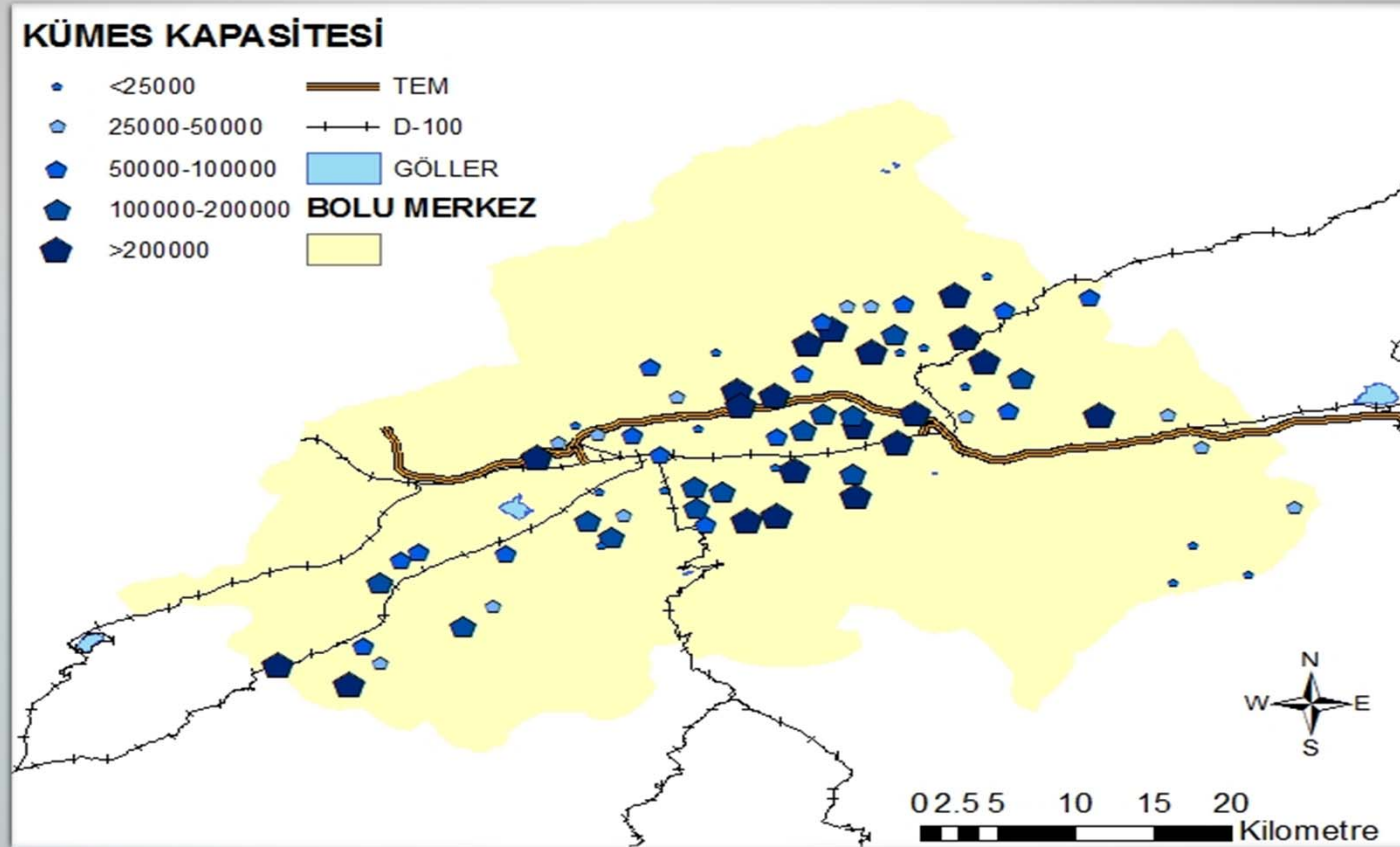 KÜMES KAPASİTESİ
<25000
TEM
25000-50000
D-100
50000-100000
GÖLLER
100000-200000
BOLU MERKEZ
>200000
N
W
E
S
0 2.5 5 10 15 20
Kilometre